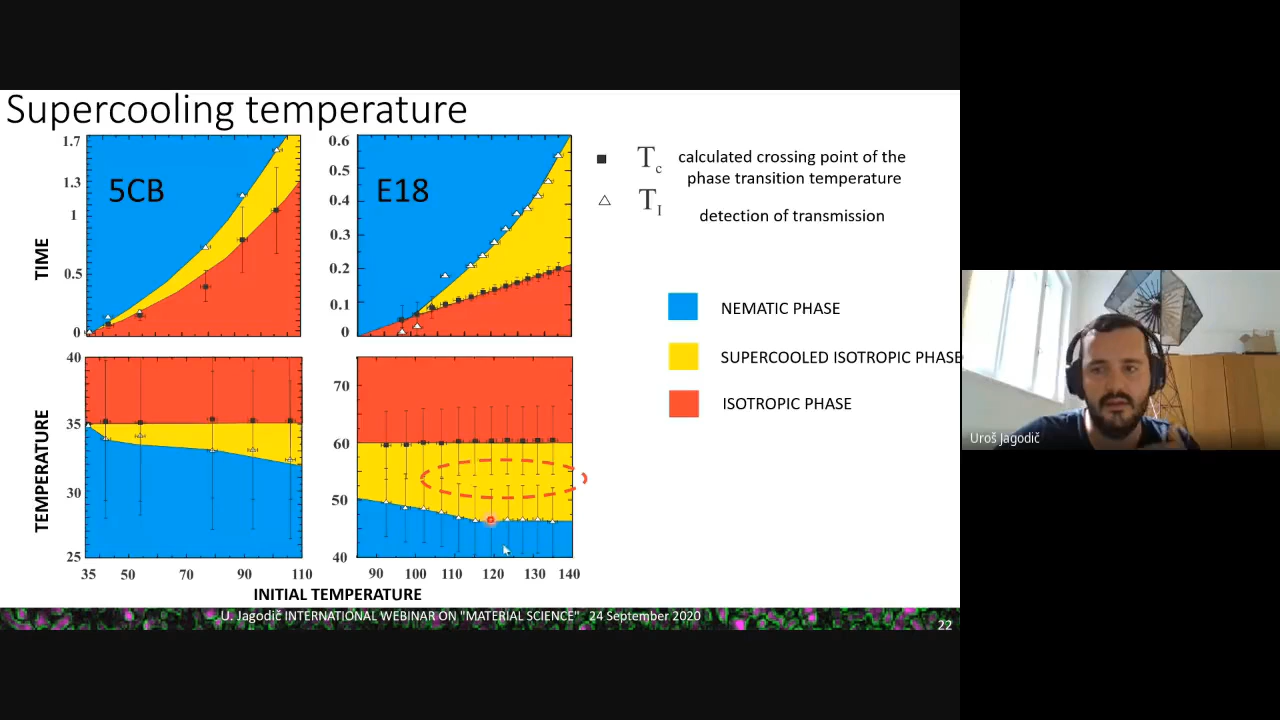 Supercooling temperature
1.7
1.3
1
0.5
0
TIME
5CB
0.6
0.5
0.4
0.3
0.2
0.1
0
E18
T c calculated crossing point of the
phase transition temperature
T I detection of transmission
NEMATIC PHASE
SUPERCOOLED ISOTROPIC PHASE
ISOTROPIC PHASE
40
35
30
25
TEMPERATURE
35 50 70 90 110
70
60
50
40
90 100 110 120 130 140
INITIAL TEMPERATURE
U. Jagodič INTERNATIONAL WEBINAR ON "MATERIAL SCIENCE" 24 September 2020
22
Uroš Jagodič